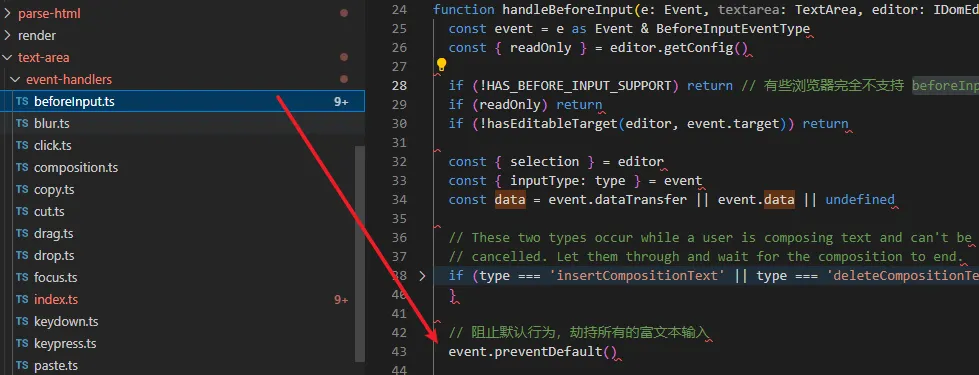 parse-html
render
text-area
event-handlers
TS beforeInput.ts 9+
TS blur.ts
TS click.ts
TS composition.ts
TS copy.ts
TS cut.ts
TS drag.ts
TS drop.ts
TS focus.ts
TS index.ts 9+
TS keydown.ts
TS keypress.ts
TS paste.ts
24 function handleBeforeInput(e: Event, textarea: TextArea, editor: IDomEd
25 const event = e as Event & BeforeInputEventType
26 const { readOnly } = editor.getConfig()
27
28 if (!HAS_BEFORE_INPUT_SUPPORT) return // 有些浏览器完全不支持 beforeInp
29 if (readOnly) return
30 if (!hasEditableTarget(editor, event.target)) return
31
32 const { selection } = editor
33 const { inputType: type } = event
34 const data = event.dataTransfer || event.data || undefined
35
36 // These two types occur while a user is composing text and can't be
37 // cancelled. Let them through and wait for the composition to end.
38 if (type === 'insertCompositionText' || type === 'deleteCompositionTe
40 }
41
42 // 阻止默认行为，劫持所有的富文本输入
43 event.preventDefault()
44